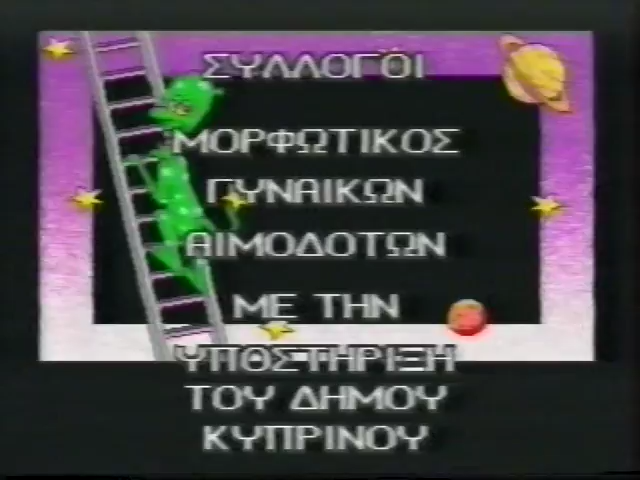 ΣΥΛΛΟΓΟΙ
ΜΟΡΦΩΤΙΚΟΣ
ΓΥΝΑΙΚΩΝ
ΑΙΜΟΔΟΤΩΝ
ΜΕ ΤΗΝ
ΥΠΟΣΤΗΡΙΞΗ
ΤΟΥ ΔΗΜΟΥ
ΚΥΠΡΙΝΟΥ